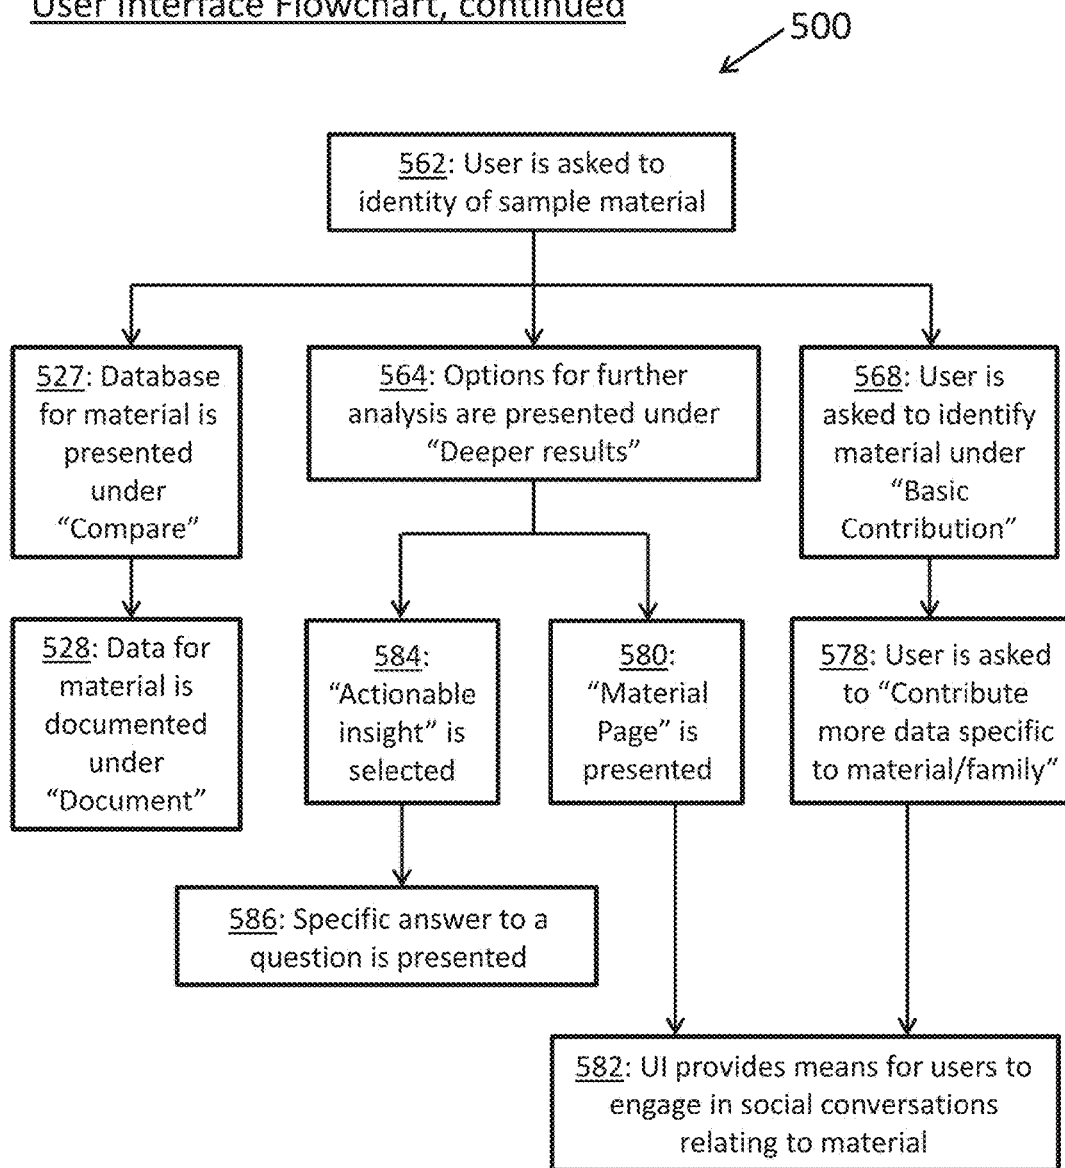 User Interface Flowchart, continued
500
562: User is asked to
identity of sample material
527: Database
for material is
presented
under
“Compare”
564: Options for further
analysis are presented under
“Deeper results”
568: User is
asked to identify
material under
“Basic
Contribution”
528: Data for
material is
documented
under
“Document”
584:
“Actionable
insight” is
selected
580:
“Material
Page” is
presented
578: User is asked
to “Contribute
more data specific
to material/family”
586: Specific answer to a
question is presented
582: UI provides means for users to
engage in social conversations
relating to material